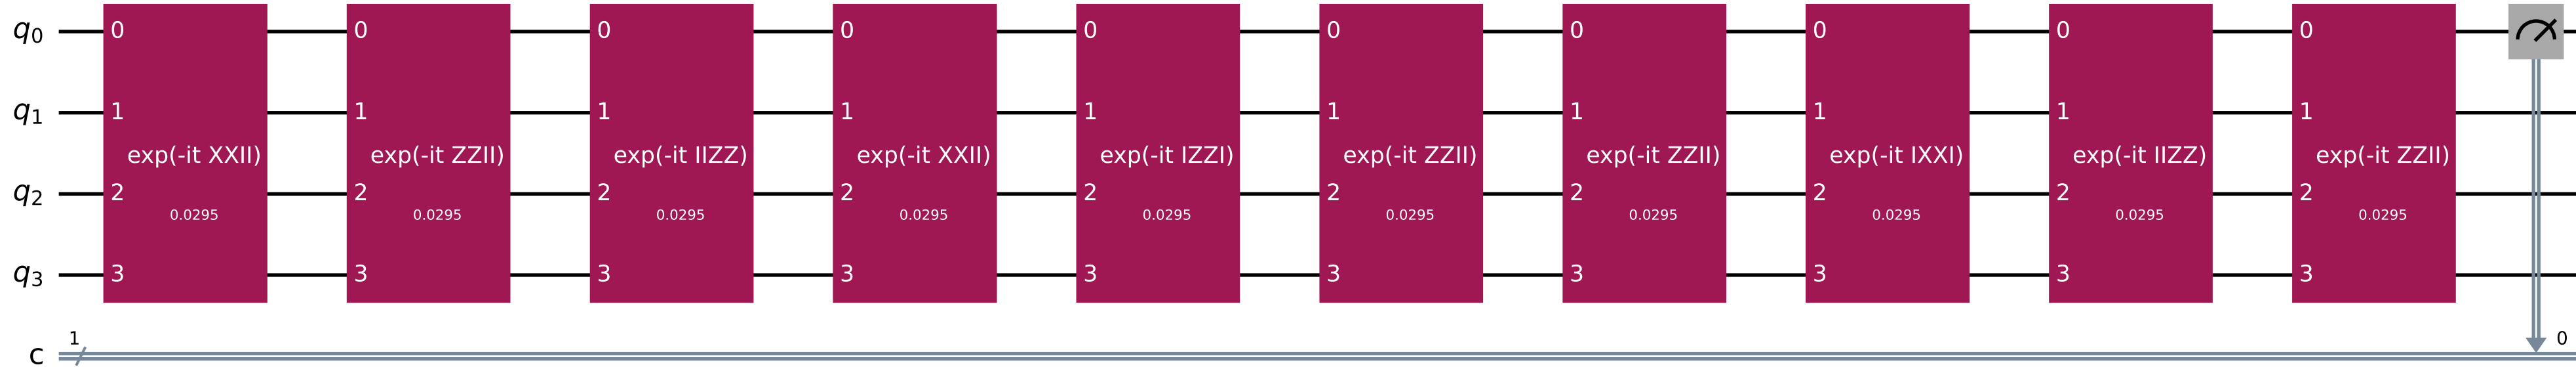 q0 0 0 0 0 0 0 0 0 0 0
q1 1 1 1 1 1 1 1 1 1 1
exp(-it XXII) exp(-it ZZII) exp(-it IIZZ) exp(-it XXII) exp(-it IZZI) exp(-it ZZII) exp(-it ZZII) exp(-it IXXI) exp(-it IIZZ) exp(-it ZZII)
q2 2 2 2 2 2 2 2 2 2 2
0.0295 0.0295 0.0295 0.0295 0.0295 0.0295 0.0295 0.0295 0.0295 0.0295
q3 3 3 3 3 3 3 3 3 3 3
1 0
c